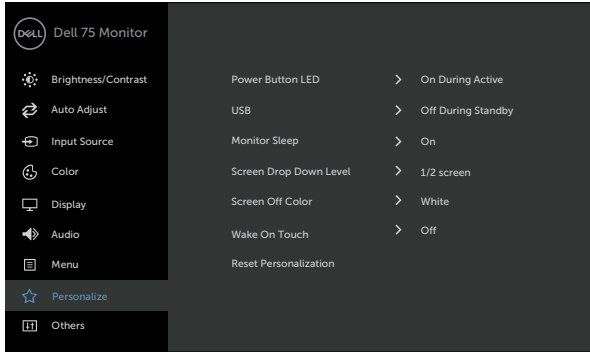 DELL Dell 75 Monitor
Brightness/Contrast Power Button LED On During Active
Auto Adjust USB Off During Standby
Input Source Monitor Sleep On
Color Screen Drop Down Level 1/2 screen
Display Screen Off Color White
Audio Wake On Touch Off
Menu Reset Personalization
Personalize
Others